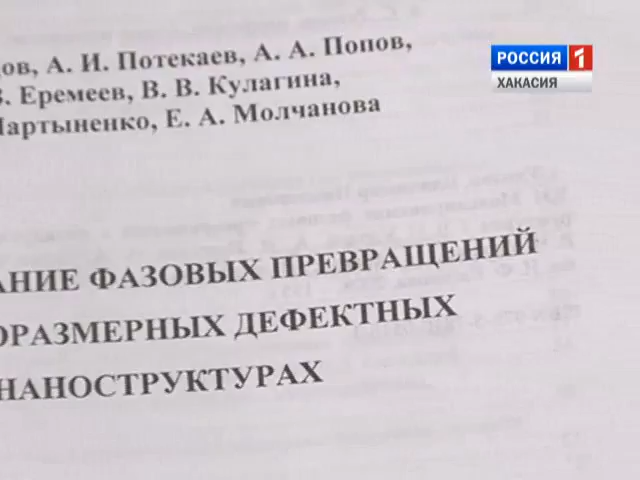 ов, А. И. Потекаев, А. А. Попов,
В. Еремеев, В. В. Кулагина,
Мартыненко, Е. А. Молчанова
АНИЕ ФАЗОВЫХ ПРЕВРАЩЕНИЙ
ОРАЗМЕРНЫХ ДЕФЕКТНЫХ
НАНОСТРУКТУРАХ
РОССИЯ 1
ХАКАСИЯ